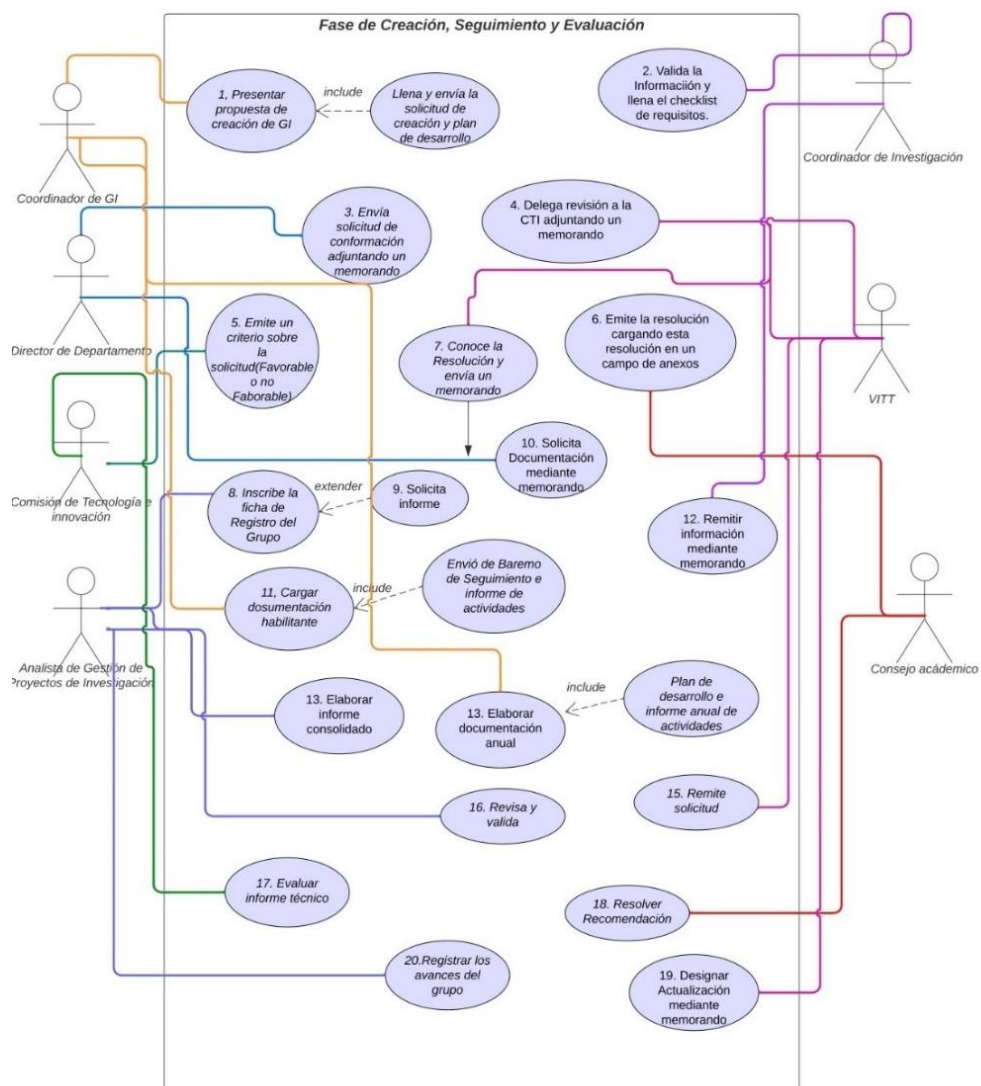 Fase de Creación, Seguimiento y Evaluación
1, Presentar
propuesta de
creación de GI
include
Llena y envía la
solicitud de
creación y plan
de desarrollo
2. Valida la
Informaciión y
llena el checklist
de requisitos.
Coordinador de GI
Coordinador de Investigación
3. Envía
solicitud de
conformación
adjuntando un
memorando
4. Delega revisión a la
CTI adjuntando un
memorando
Director de Departamento
5. Emite un
criterio sobre
la
solicitud(Favorable
o no
Faborable)
7. Conoce la
Resolución y
envía un
memorando
6. Emite la resolución
cargando esta
resolución en un
campo de anexos
VITT
Comisión de Tecnología e
innovación
10. Solicita
Documentación
mediante
memorando
8. Inscribe la
ficha de
Registro del
Grupo
extender
9. Solicita
informe
12. Remitir
información
mediante
memorando
11, Cargar
dosumentación
habilitante
include
Envió de Baremo
de Seguimiento e
informe de
actividades
Analista de Gestión de
Proyectos de Investigación
Consejo acádemico
13. Elaborar
informe
consolidado
13. Elaborar
documentación
anual
include
Plan de
desarrollo e
informe anual de
actividades
16. Revisa y
valida
15. Remite
solicitud
17. Evaluar
informe técnico
18. Resolver
Recomendación
20.Registrar los
avances del
grupo
19. Designar
Actualización
mediante
memorando